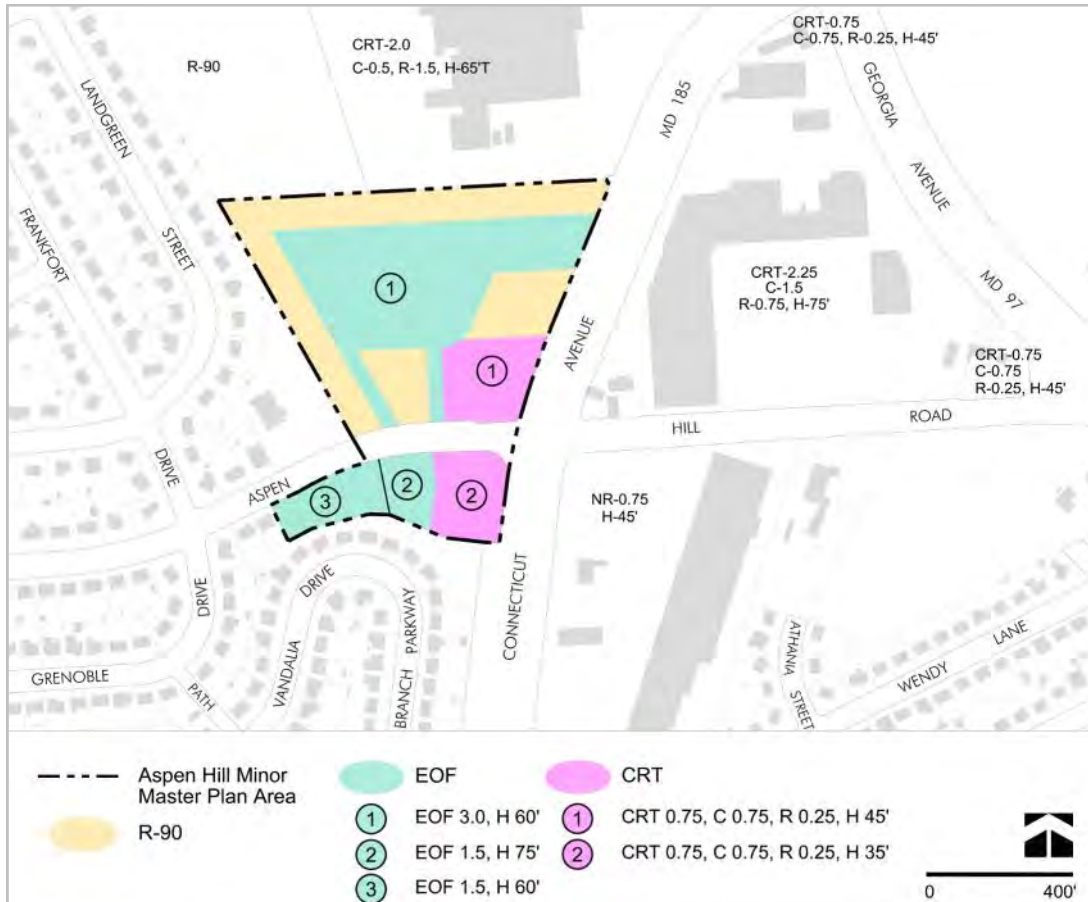 CRT-0.75
C-0.75, R-0.25, H-45'
CRT-2.0
C-0.5, R-1.5, H-65'T
R-90
LANDGREEN
STREET
FRANKFORT
DRIVE
MD 185
GEORGIA
AVENUE
MD 97
1
CRT-2.25
C-1.5
R-0.75, H-75'
AVENUE
CRT-0.75
C-0.75
R-0.25, H-45'
1
HILL
ROAD
ASPEN
3
2
2
NR-0.75
H-45'
DRIVE
GRENOBLE
PATH
VANDALIA
DRIVE
BRANCH
PARKWAY
CONNECTICUT
ATHANIA
STREET
WENDY
LANE
Aspen Hill Minor
Master Plan Area
R-90
EOF
1 EOF 3.0, H 60'
2 EOF 1.5, H 75'
3 EOF 1.5, H 60'
CRT
1 CRT 0.75, C 0.75, R 0.25, H 45'
2 CRT 0.75, C 0.75, R 0.25, H 35'
0 400'